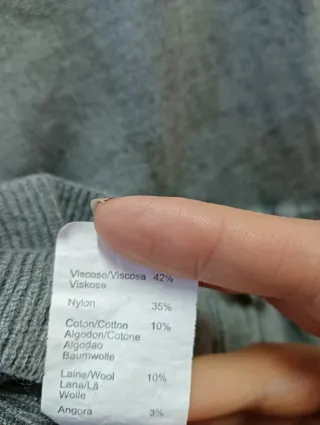 Viscose/Viscosa 42%
Viskose
Nylon 35%
Coton/Cotton 10%
Algodon/Cotone
Algodao
Baumwolle
Laine/Wool 10%
Lana/Lã
Wolle
Angora 3%